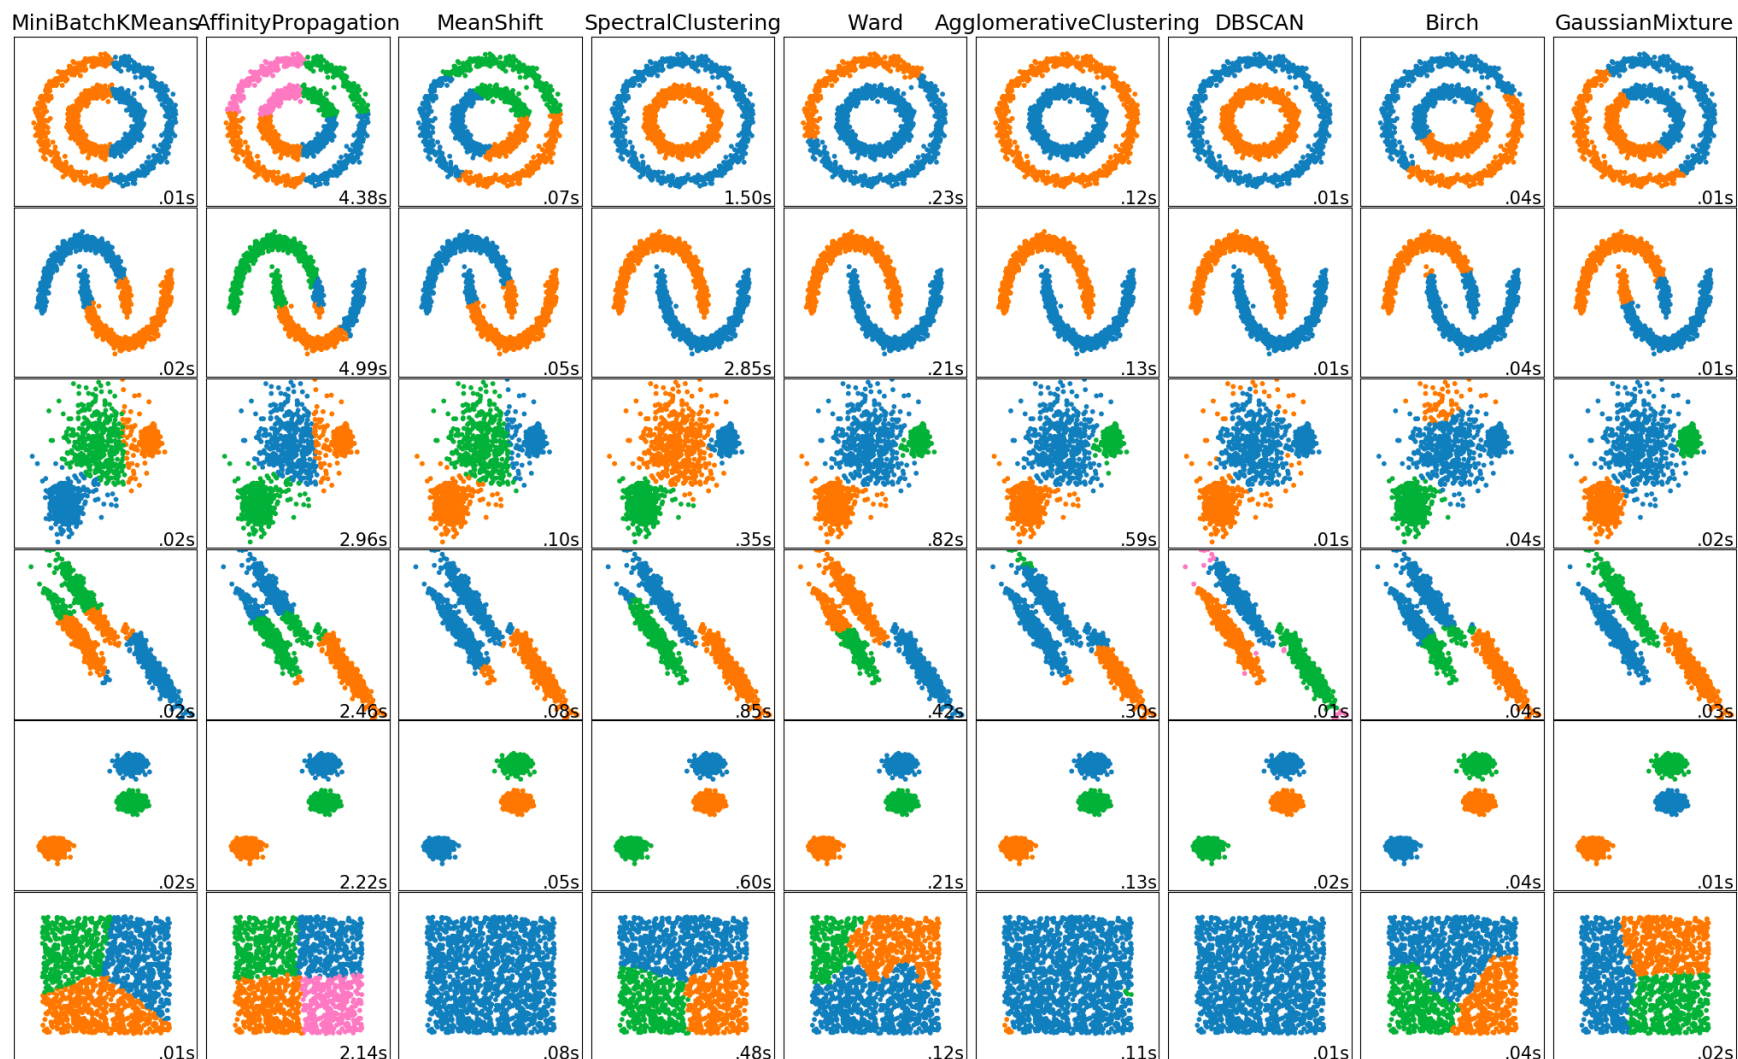 MiniBatchKMeans AffinityPropagation MeanShift SpectralClustering Ward AgglomerativeClustering DBSCAN Birch GaussianMixture
.01s 4.38s .07s 1.50s .23s .12s .01s .04s .01s
.02s 4.99s .05s 2.85s .21s .13s .01s .04s .01s
.02s 2.96s .10s .35s .82s .59s .01s .04s .02s
.02s 2.46s .08s .85s .42s .30s .01s .04s .03s
.02s 2.22s .05s .60s .21s .13s .02s .04s .01s
.01s 2.14s .08s .48s .12s .11s .01s .04s .02s